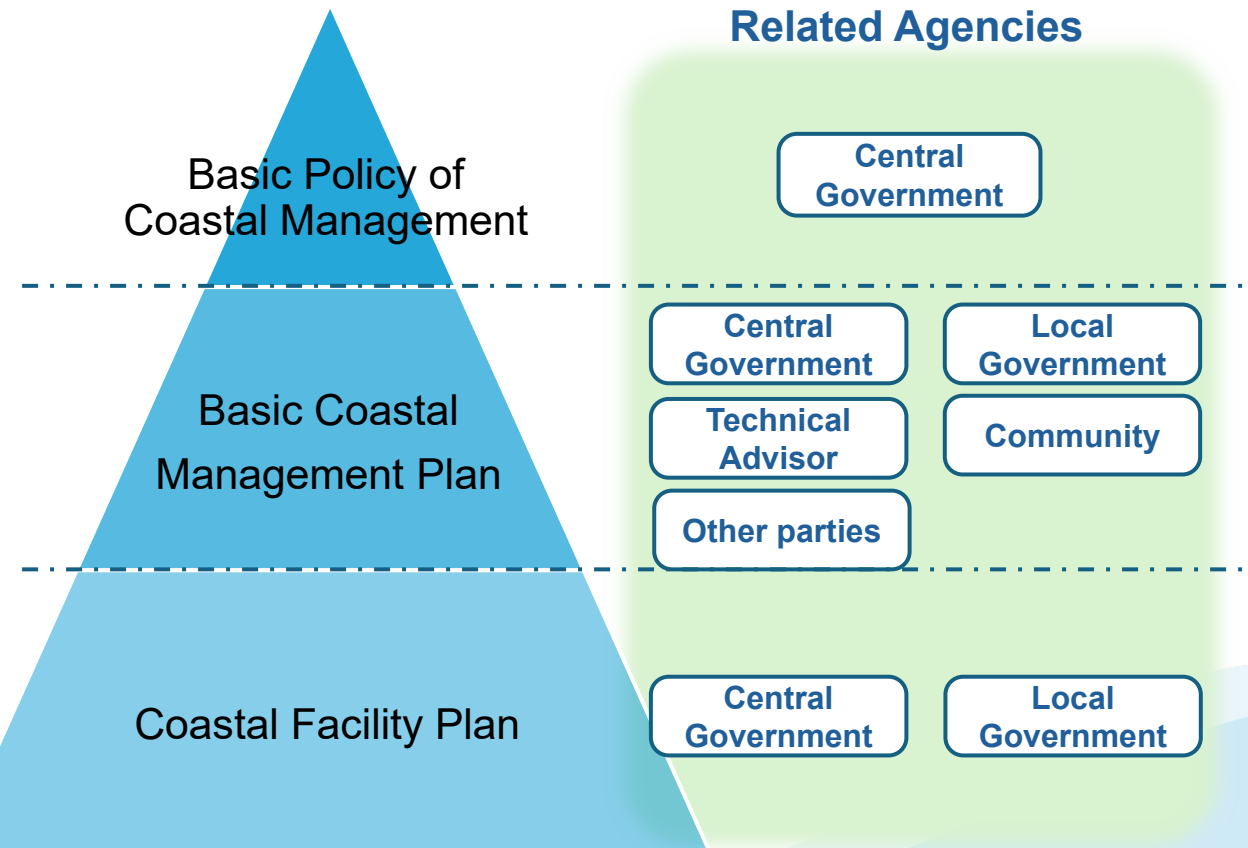 Related Agencies
Basic Policy of
Coastal Management
Central
Government
Basic Coastal
Management Plan
Central
Government
Local
Government
Technical
Advisor
Community
Other parties
Coastal Facility Plan
Central
Government
Local
Government